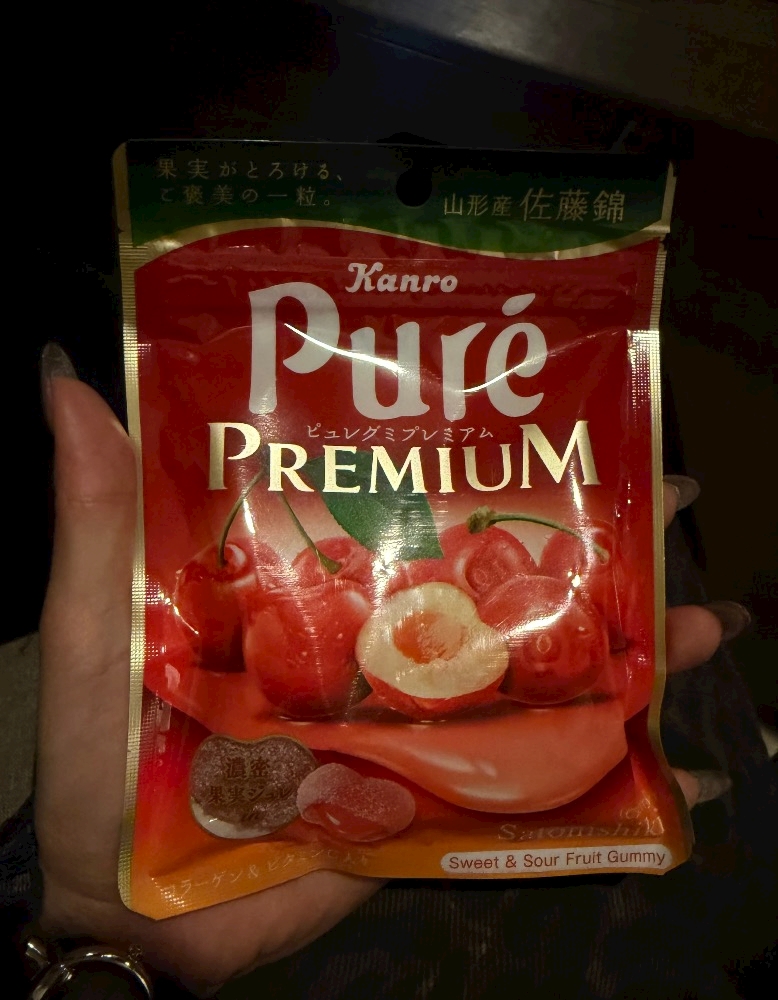 果実がとろける、
ご褒美の一粒。
山形産 佐藤錦
Kanro
Puré
ピュレグミプレミアム
PREMIUM
濃密
果実ジュレ
コラーゲン & ビタミンC入り
Satonishiki
Sweet & Sour Fruit Gummy